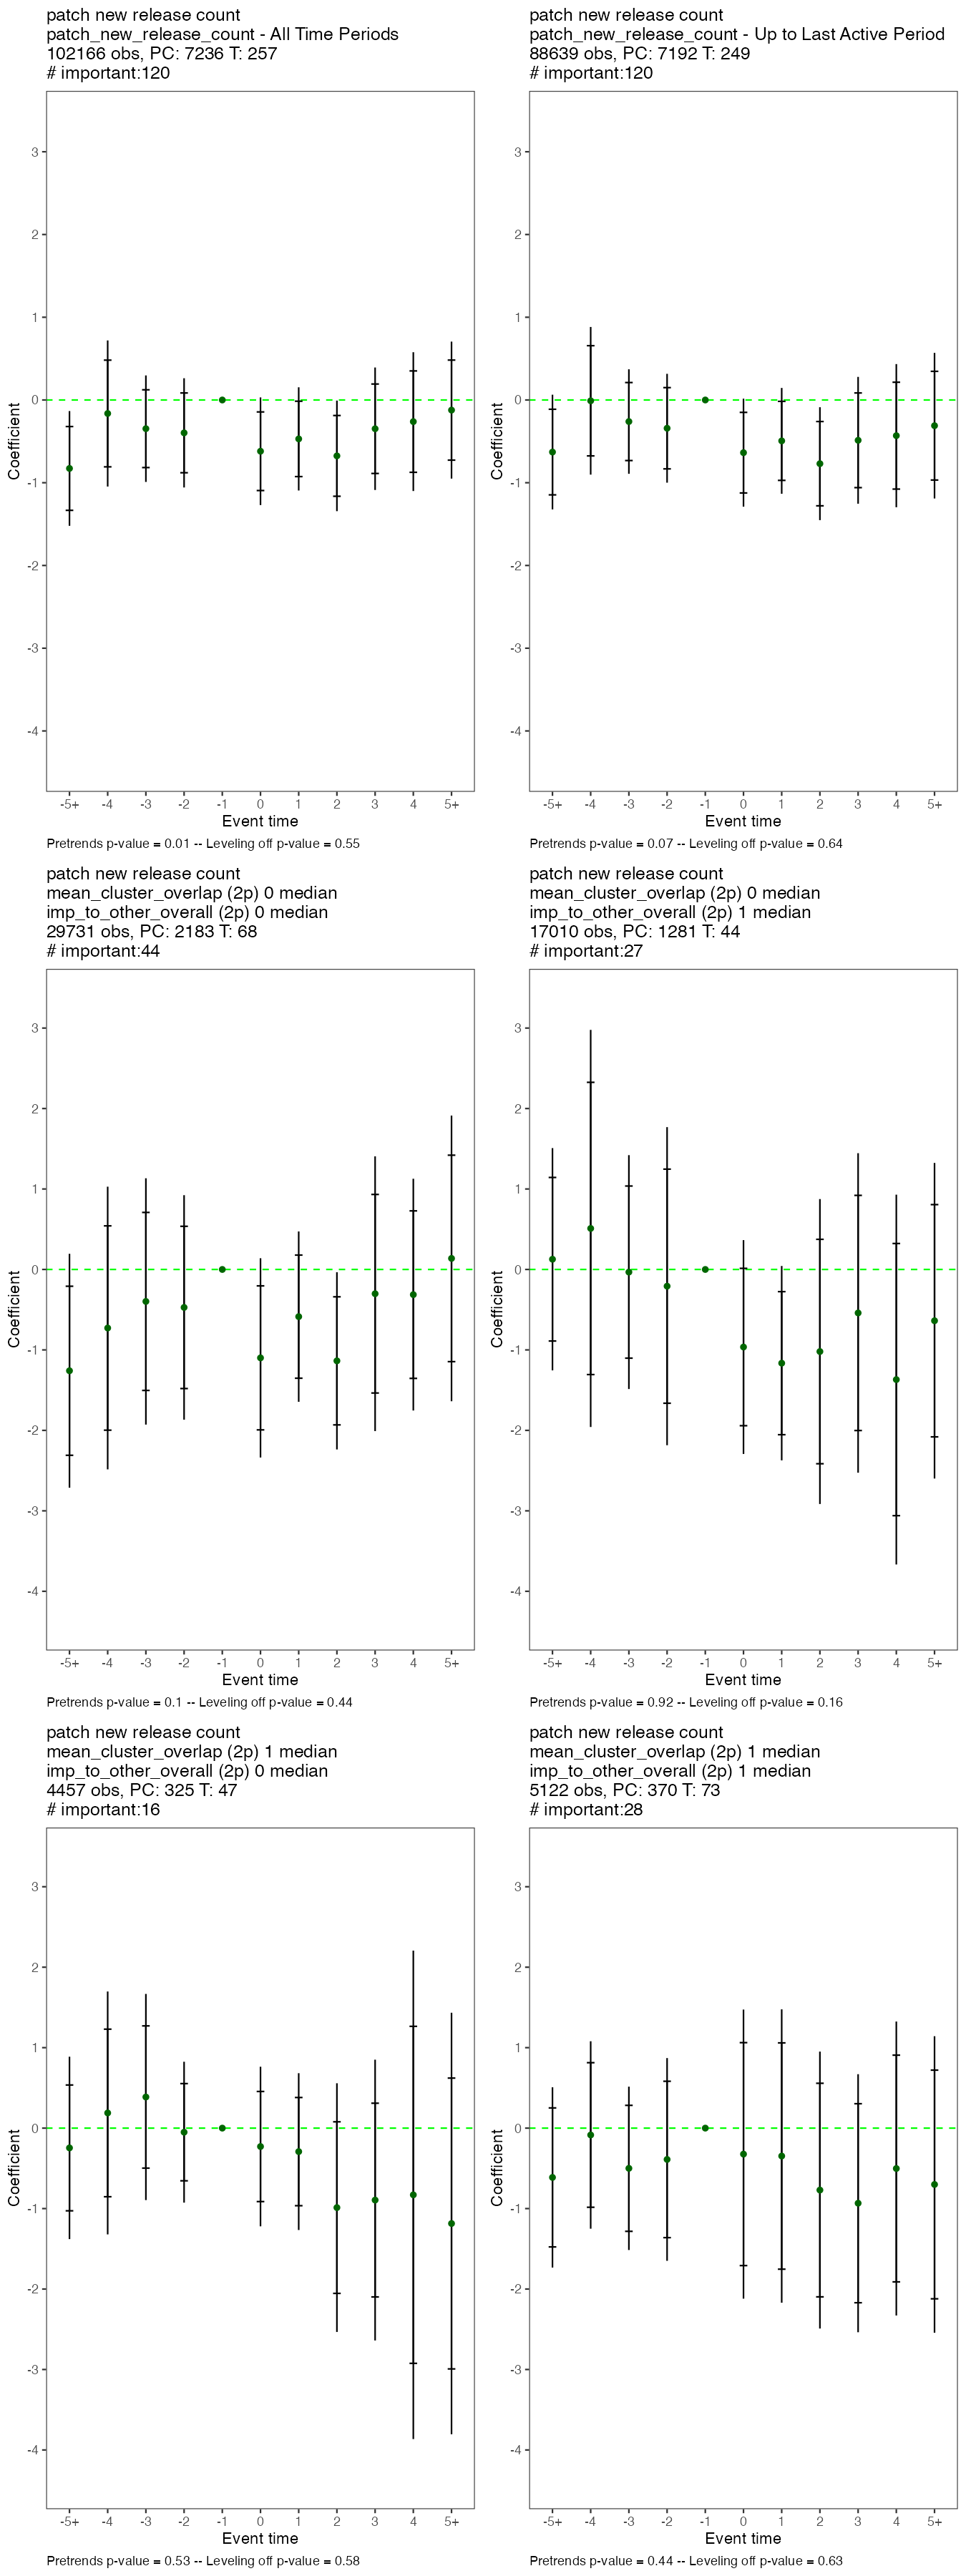 patch new release count
patch_new_release_count - All Time Periods
102166 obs, PC: 7236 T: 257
# important:120
3
2
1
0
-1
-2
-3
-4
Coefficient
-5+ -4 -3 -2 -1 0 1 2 3 4 5+
Event time
Pretrends p-value = 0.01 -- Leveling off p-value = 0.55
patch new release count
patch_new_release_count - Up to Last Active Period
88639 obs, PC: 7192 T: 249
# important:120
3
2
1
0
-1
-2
-3
-4
Coefficient
-5+ -4 -3 -2 -1 0 1 2 3 4 5+
Event time
Pretrends p-value = 0.07 -- Leveling off p-value = 0.64
patch new release count
mean_cluster_overlap (2p) 0 median
imp_to_other_overall (2p) 0 median
29731 obs, PC: 2183 T: 68
# important:44
3
2
1
0
-1
-2
-3
-4
Coefficient
-5+ -4 -3 -2 -1 0 1 2 3 4 5+
Event time
Pretrends p-value = 0.1 -- Leveling off p-value = 0.44
patch new release count
mean_cluster_overlap (2p) 0 median
imp_to_other_overall (2p) 1 median
17010 obs, PC: 1281 T: 44
# important:27
3
2
1
0
-1
-2
-3
-4
Coefficient
-5+ -4 -3 -2 -1 0 1 2 3 4 5+
Event time
Pretrends p-value = 0.92 -- Leveling off p-value = 0.16
patch new release count
mean_cluster_overlap (2p) 1 median
imp_to_other_overall (2p) 0 median
4457 obs, PC: 325 T: 47
# important:16
3
2
1
0
-1
-2
-3
-4
Coefficient
-5+ -4 -3 -2 -1 0 1 2 3 4 5+
Event time
Pretrends p-value = 0.53 -- Leveling off p-value = 0.58
patch new release count
mean_cluster_overlap (2p) 1 median
imp_to_other_overall (2p) 1 median
5122 obs, PC: 370 T: 73
# important:28
3
2
1
0
-1
-2
-3
-4
Coefficient
-5+ -4 -3 -2 -1 0 1 2 3 4 5+
Event time
Pretrends p-value = 0.44 -- Leveling off p-value = 0.63